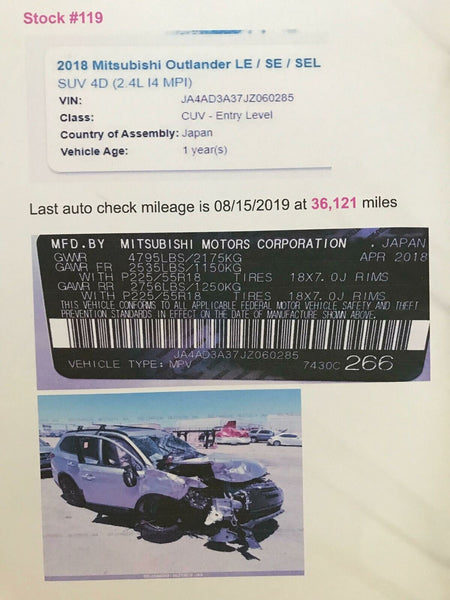 Stock #119
2018 Mitsubishi Outlander LE / SE / SEL
SUV 4D (2.4L I4 MPI)
VIN: JA4AD3A37JZ060285
Class: CUV - Entry Level
Country of Assembly: Japan
Vehicle Age: 1 year(s)
Last auto check mileage is 08/15/2019 at 36,121 miles
MFD.BY MITSUBISHI MOTORS CORPORATION . JAPAN
GVWR 4795LBS/2175KG APR 2018
GAWR FR 2535LBS/1150KG
WITH P225/55R18 TIRES 18X7.0J RIMS
GAWR RR 2756LBS/1250KG
WITH P225/55R18 TIRES 18X7.0J RIMS
THIS VEHICLE CONFORMS TO ALL APPLICABLE FEDERAL MOTOR VEHICLE SAFETY AND THEFT
PREVENTION STANDARDS IN EFFECT ON THE DATE OF MANUFACTURE SHOWN ABOVE.
JA4AD3A37JZ060285
VEHICLE TYPE: MPV 7430C 266